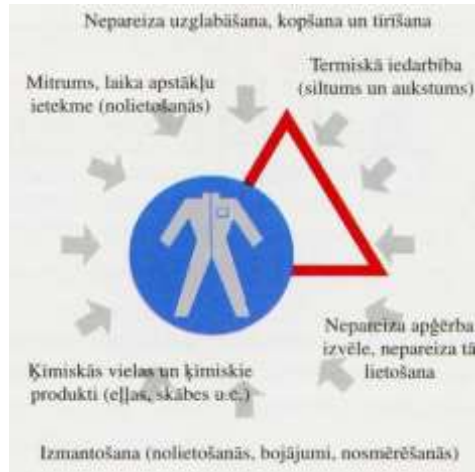 Nepareiza uzglabāšana, kopšana un tīrīšana
Mitrums, laika apstākļu
ietekme (nolietošanās)
Termiskā iedarbība
(siltums un aukstums)
Nepareiza apģērba
izvēle, nepareiza tā
lietošana
Ķīmiskās vielas un ķīmiskie
produkti (eļļas, skābes u.c.)
Izmantošana (nolietošanās, bojājumi, nosmērēšanās)